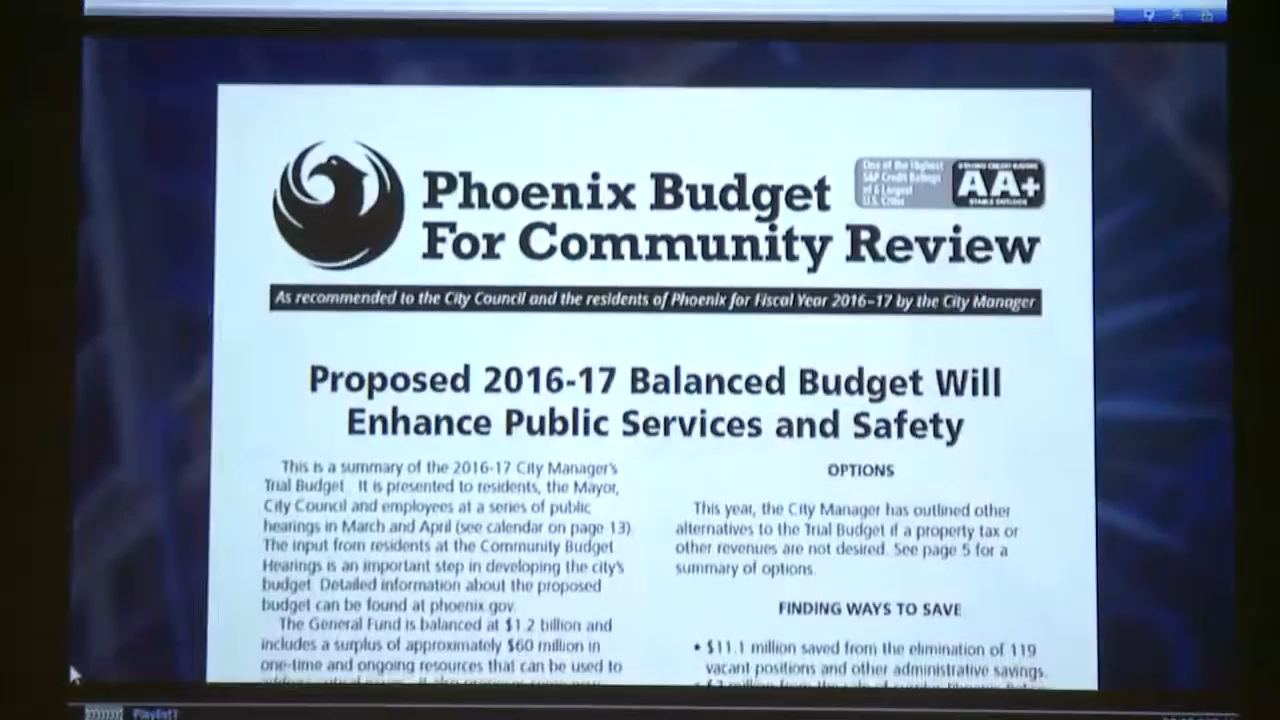 Phoenix Budget
For Community Review
One of the Highest
S&P Credit Ratings
of 6 Largest
U.S. Cities
AA+
STABLE OUTLOOK
As recommended to the City Council and the residents of Phoenix for Fiscal Year 2016–17 by the City Manager
Proposed 2016-17 Balanced Budget Will
Enhance Public Services and Safety
This is a summary of the 2016-17 City Manager's
Trial Budget. It is presented to residents, the Mayor,
City Council and employees at a series of public
hearings in March and April (see calendar on page 13).
The input from residents at the Community Budget
Hearings is an important step in developing the city's
budget. Detailed information about the proposed
budget can be found at phoenix.gov.
The General Fund is balanced at $1.2 billion and
includes a surplus of approximately $60 million in
one-time and ongoing resources that can be used to
OPTIONS
This year, the City Manager has outlined other
alternatives to the Trial Budget if a property tax or
other revenues are not desired. See page 5 for a
summary of options.
FINDING WAYS TO SAVE
• $11.1 million saved from the elimination of 119
vacant positions and other administrative savings.
Playlist1